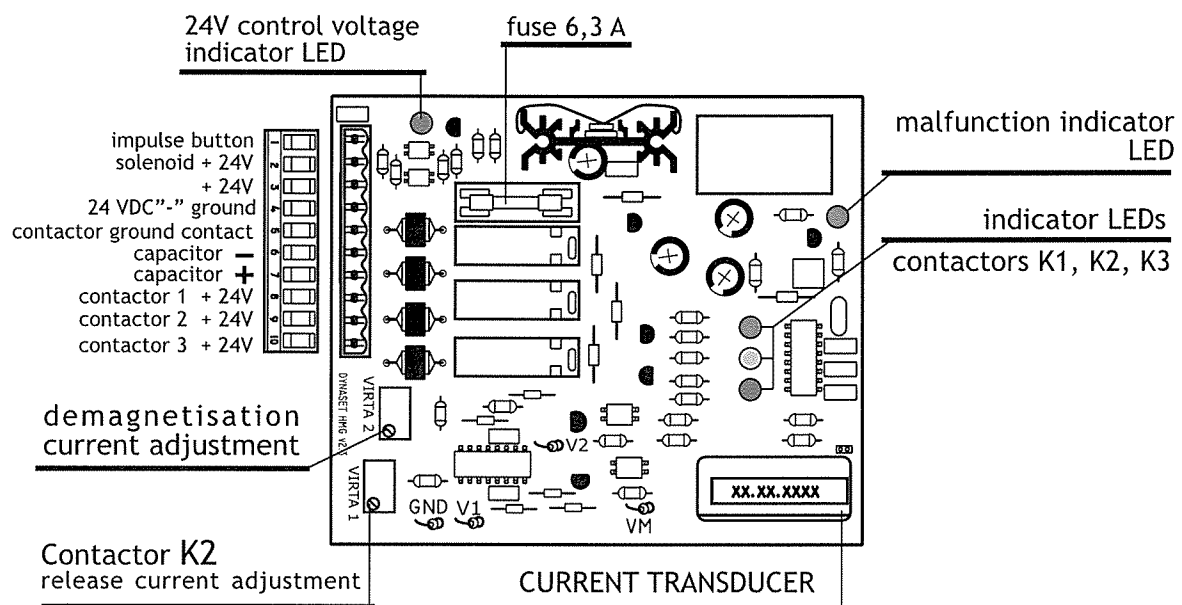 24V control voltage
indicator LED
fuse 6,3 A
malfunction indicator
LED
indicator LEDs
contactors K1, K2, K3
impulse button
solenoid + 24V
+ 24V
24 VDC”-” ground
contactor ground contact
capacitor −
capacitor +
contactor 1 + 24V
contactor 2 + 24V
contactor 3 + 24V
1
2
3
4
5
6
7
8
9
10
demagnetisation
current adjustment
VIRTA 2
DYNASET HMG
VIRTA 1
V2
GND V1
VM
XX.XX.XXXX
Contactor K2
release current adjustment
CURRENT TRANSDUCER